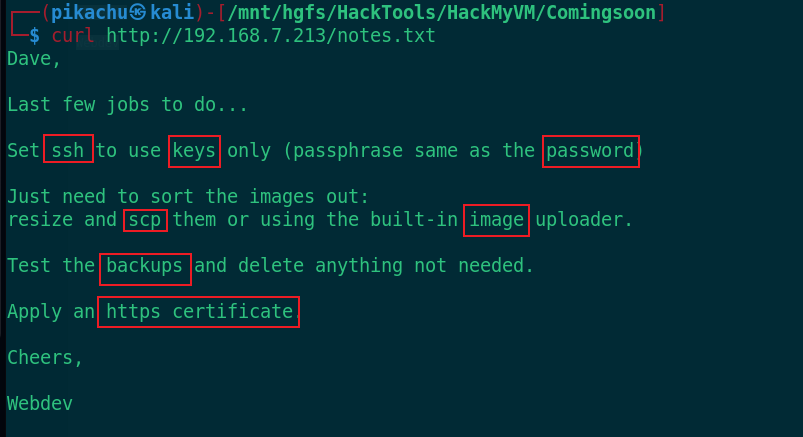 ┌──(pikachu㉿kali)-[/mnt/hgfs/HackTools/HackMyVM/Comingsoon]
└─$ curl http://192.168.7.213/notes.txt
Dave,
Last few jobs to do...
Set ssh to use keys only (passphrase same as the password)
Just need to sort the images out:
resize and scp them or using the built-in image uploader.
Test the backups and delete anything not needed.
Apply an https certificate.
Cheers,
Webdev